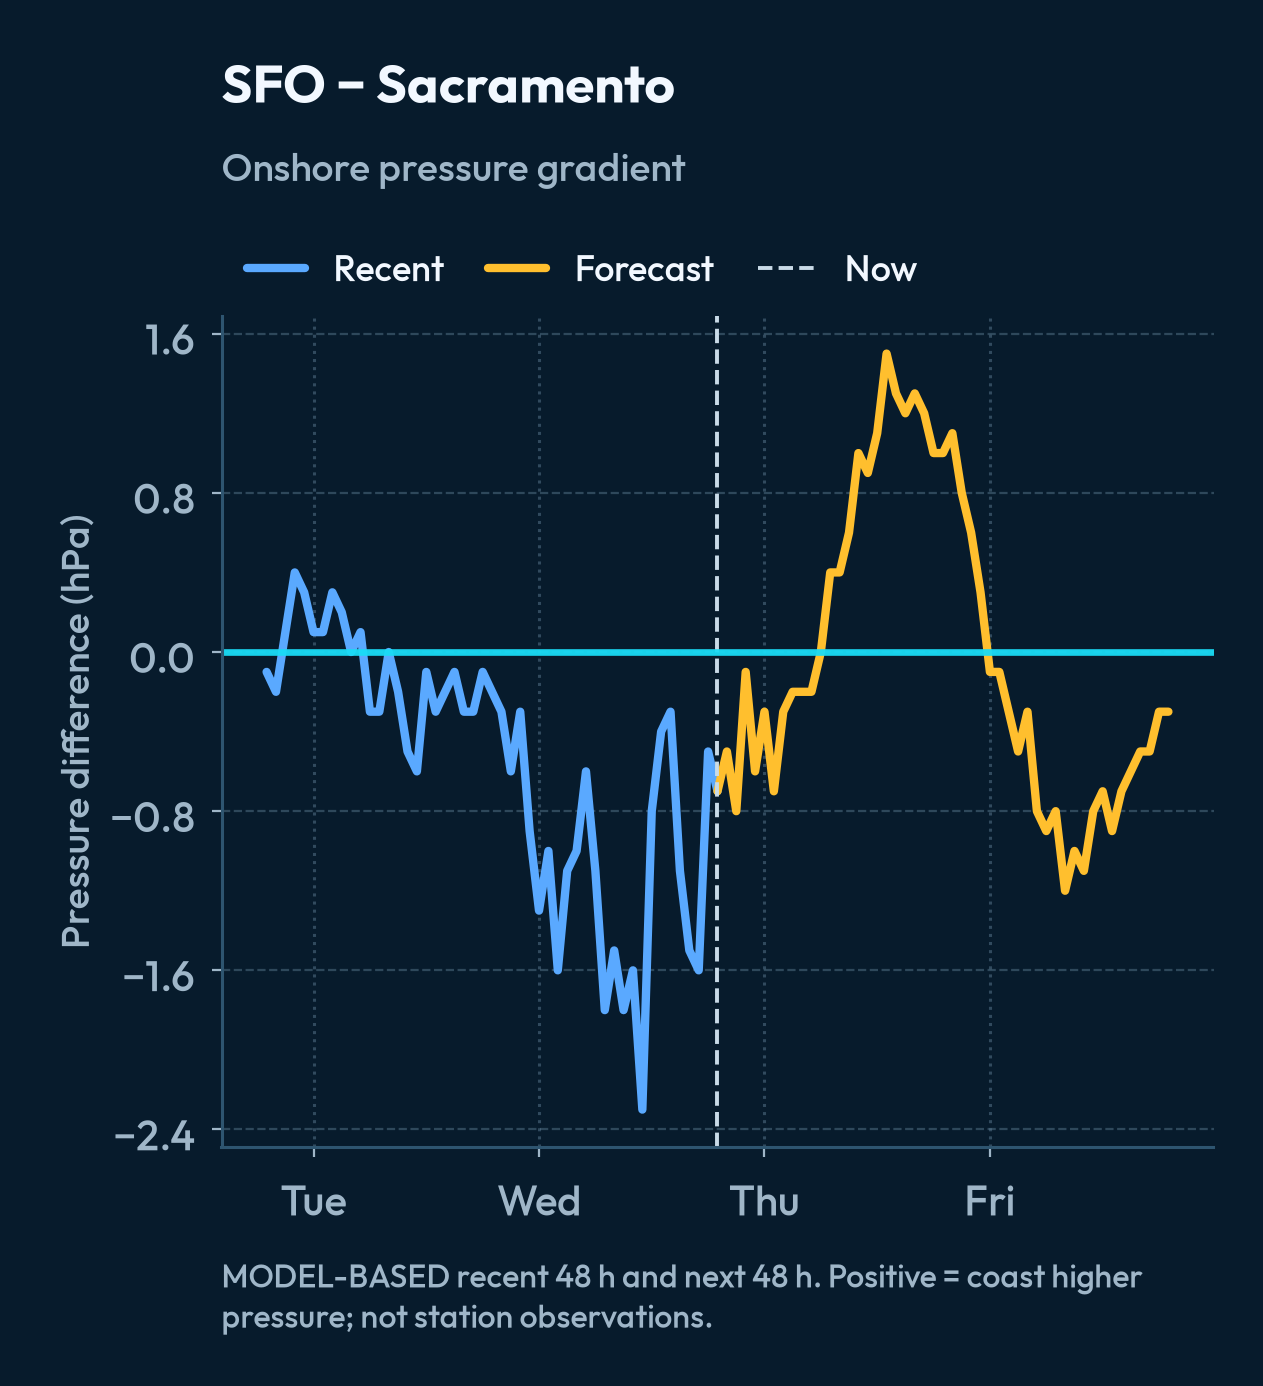 SFO – Sacramento
Onshore pressure gradient
Recent
Forecast
Now
Pressure difference (hPa)
1.6
0.8
0.0
−0.8
−1.6
−2.4
Tue
Wed
Thu
Fri
MODEL-BASED recent 48 h and next 48 h. Positive = coast higher
pressure; not station observations.